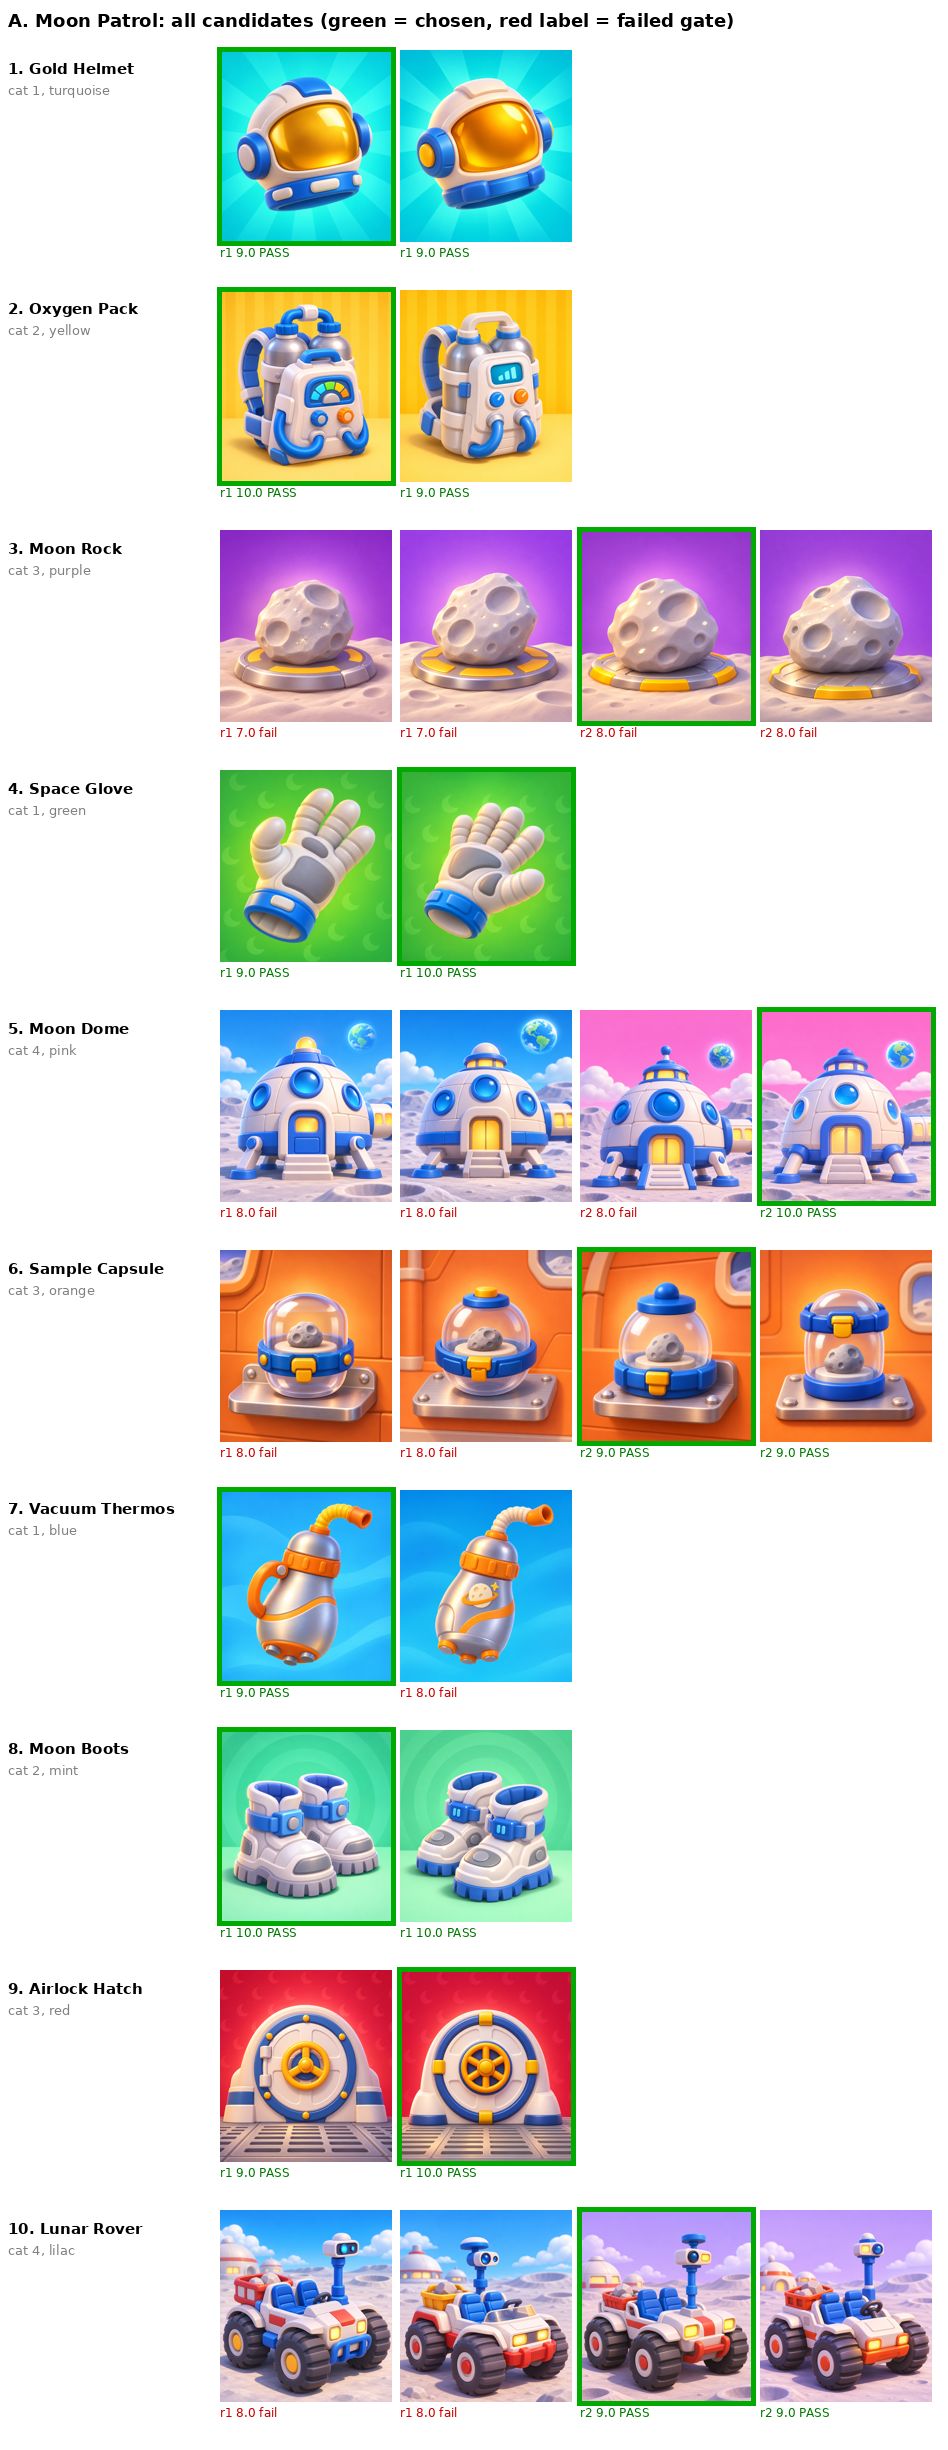 A. Moon Patrol: all candidates (green = chosen, red label = failed gate)
1. Gold Helmet
cat 1, turquoise
r1 9.0 PASS
r1 9.0 PASS
2. Oxygen Pack
cat 2, yellow
r1 10.0 PASS
r1 9.0 PASS
3. Moon Rock
cat 3, purple
r1 7.0 fail
r1 7.0 fail
r2 8.0 fail
r2 8.0 fail
4. Space Glove
cat 1, green
r1 9.0 PASS
r1 10.0 PASS
5. Moon Dome
cat 4, pink
r1 8.0 fail
r1 8.0 fail
r2 8.0 fail
r2 10.0 PASS
6. Sample Capsule
cat 3, orange
r1 8.0 fail
r1 8.0 fail
r2 9.0 PASS
r2 9.0 PASS
7. Vacuum Thermos
cat 1, blue
r1 9.0 PASS
r1 8.0 fail
8. Moon Boots
cat 2, mint
r1 10.0 PASS
r1 10.0 PASS
9. Airlock Hatch
cat 3, red
r1 9.0 PASS
r1 10.0 PASS
10. Lunar Rover
cat 4, lilac
r1 8.0 fail
r1 8.0 fail
r2 9.0 PASS
r2 9.0 PASS